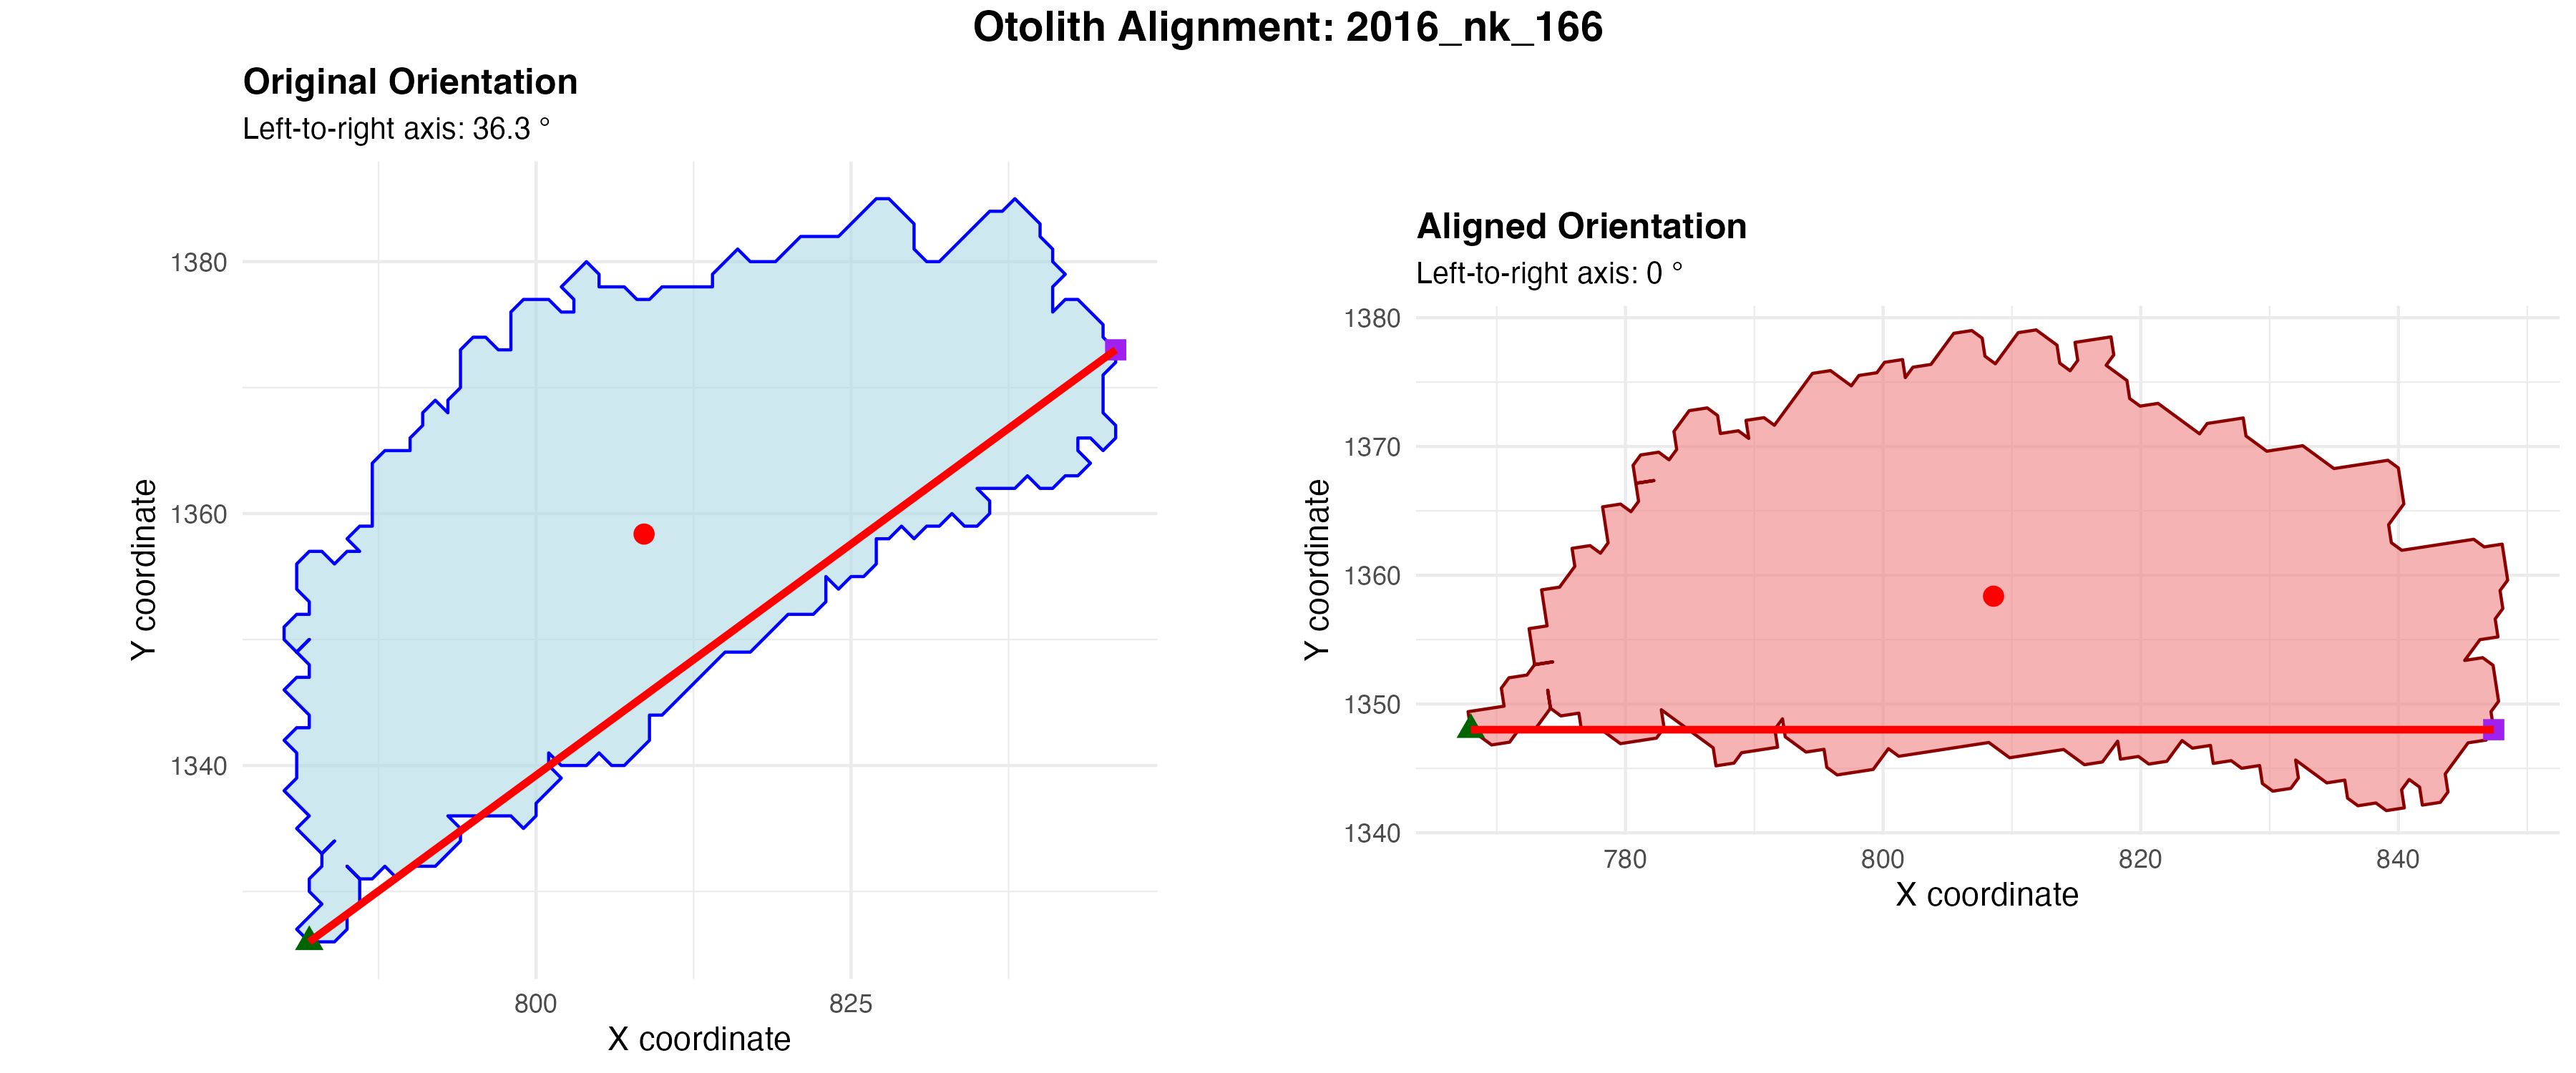 Otolith Alignment: 2016_nk_166
Original Orientation
Left-to-right axis: 36.3 °
1380
1360
1340
Y coordinate
800
825
X coordinate
Aligned Orientation
Left-to-right axis: 0 °
1380
1370
1360
1350
1340
Y coordinate
780
800
820
840
X coordinate